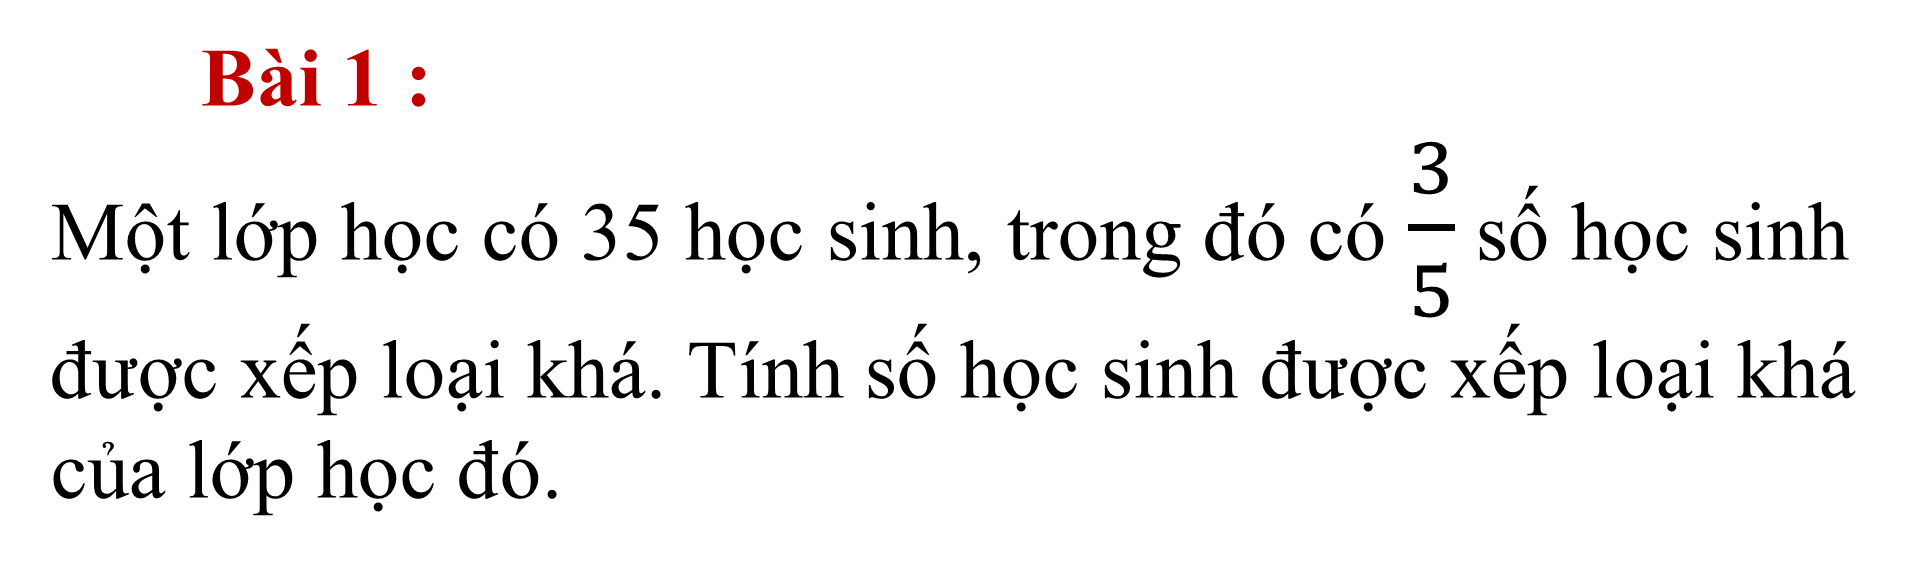 Bài 1 :
Một lớp học có 35 học sinh, trong đó có 3/5 số học sinh
được xếp loại khá. Tính số học sinh được xếp loại khá
của lớp học đó.